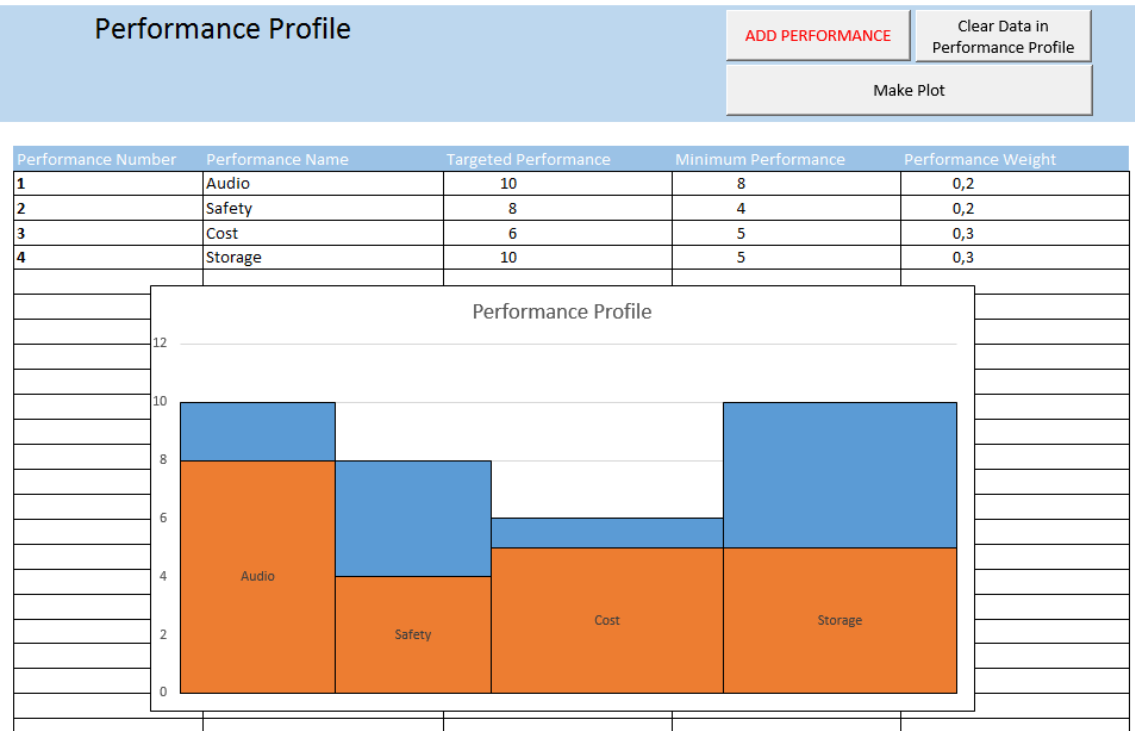 Performance Profile
ADD PERFORMANCE
Clear Data in
Performance Profile
Make Plot
Performance Number Performance Name Targeted Performance Minimum Performance Performance Weight
1 Audio 10 8 0,2
2 Safety 8 4 0,2
3 Cost 6 5 0,3
4 Storage 10 5 0,3
Performance Profile
12
10
8
6
4
2
0
Audio
Safety
Cost
Storage